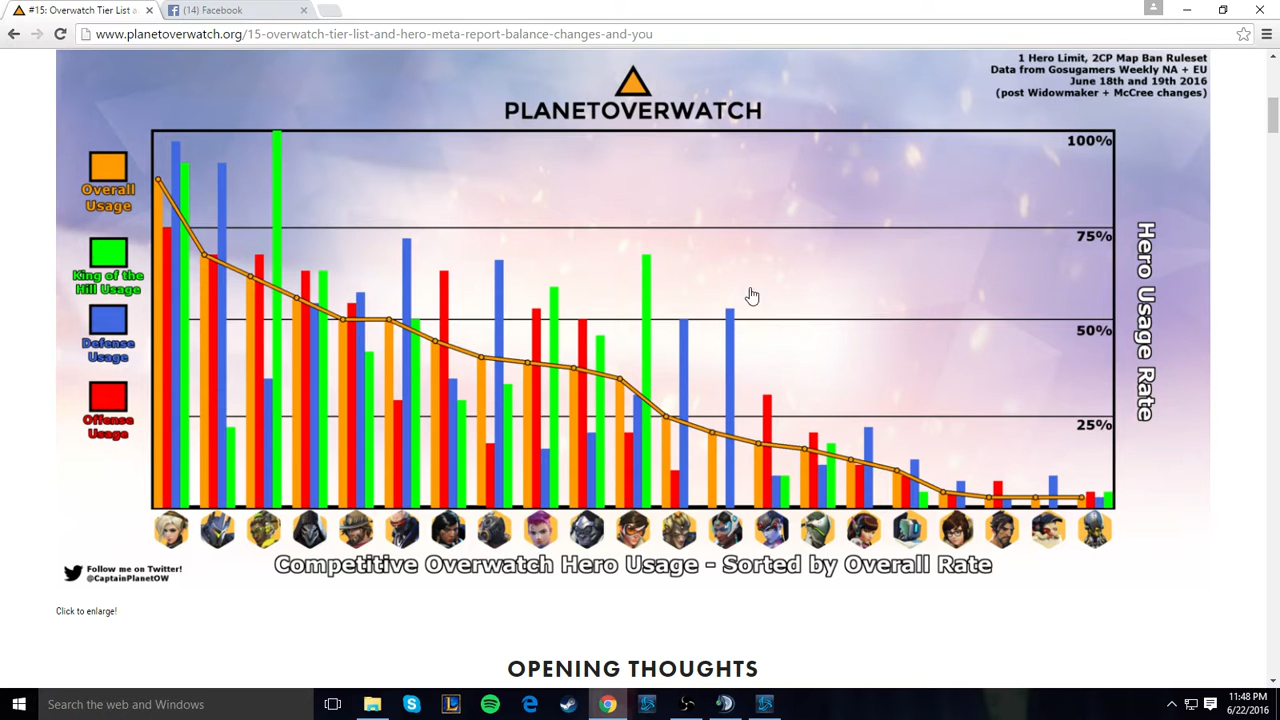 #15: Overwatch Tier List a
(14) Facebook
www.planetoverwatch.org/15-overwatch-tier-list-and-hero-meta-report-balance-changes-and-you
1 Hero Limit, 2CP Map Ban Ruleset
Data from Gosugamers Weekly NA + EU
June 18th and 19th 2016
(post Widowmaker + McCree changes)
PLANETOVERWATCH
100%
75%
50%
25%
Hero Usage Rate
Overall
Usage
King of the
Hill Usage
Defense
Usage
Offense
Usage
Competitive Overwatch Hero Usage - Sorted by Overall Rate
Follow me on Twitter!
@CaptainPlanetOW
Click to enlarge!
OPENING THOUGHTS
Search the web and Windows
11:48 PM
6/22/2016